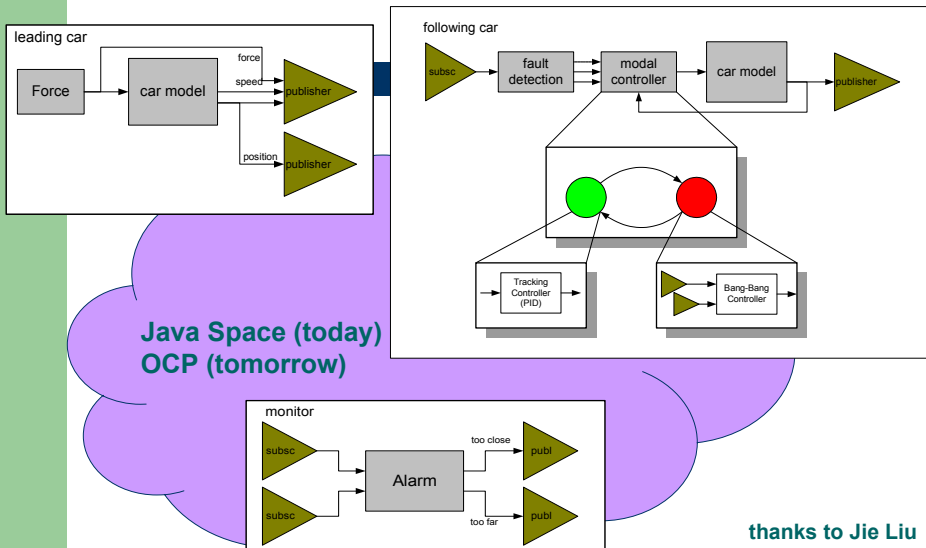 leading car
force
Force
car model
speed
publisher
position
publisher
following car
subsc
fault
detection
modal
controller
car model
publisher
Tracking
Controller
(PID)
Bang-Bang
Controller
Java Space (today)
OCP (tomorrow)
monitor
subsc
too close
publ
Alarm
subsc
too far
publ
thanks to Jie Liu